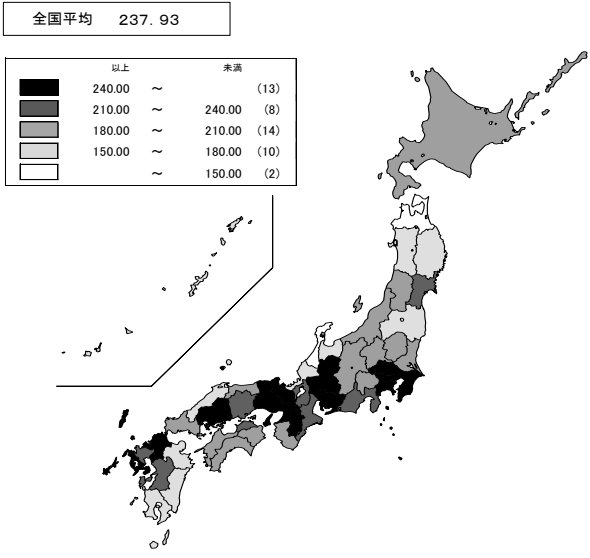 全国平均 237.93
以上 未満
240.00 ～ (13)
210.00 ～ 240.00 (8)
180.00 ～ 210.00 (14)
150.00 ～ 180.00 (10)
～ 150.00 (2)